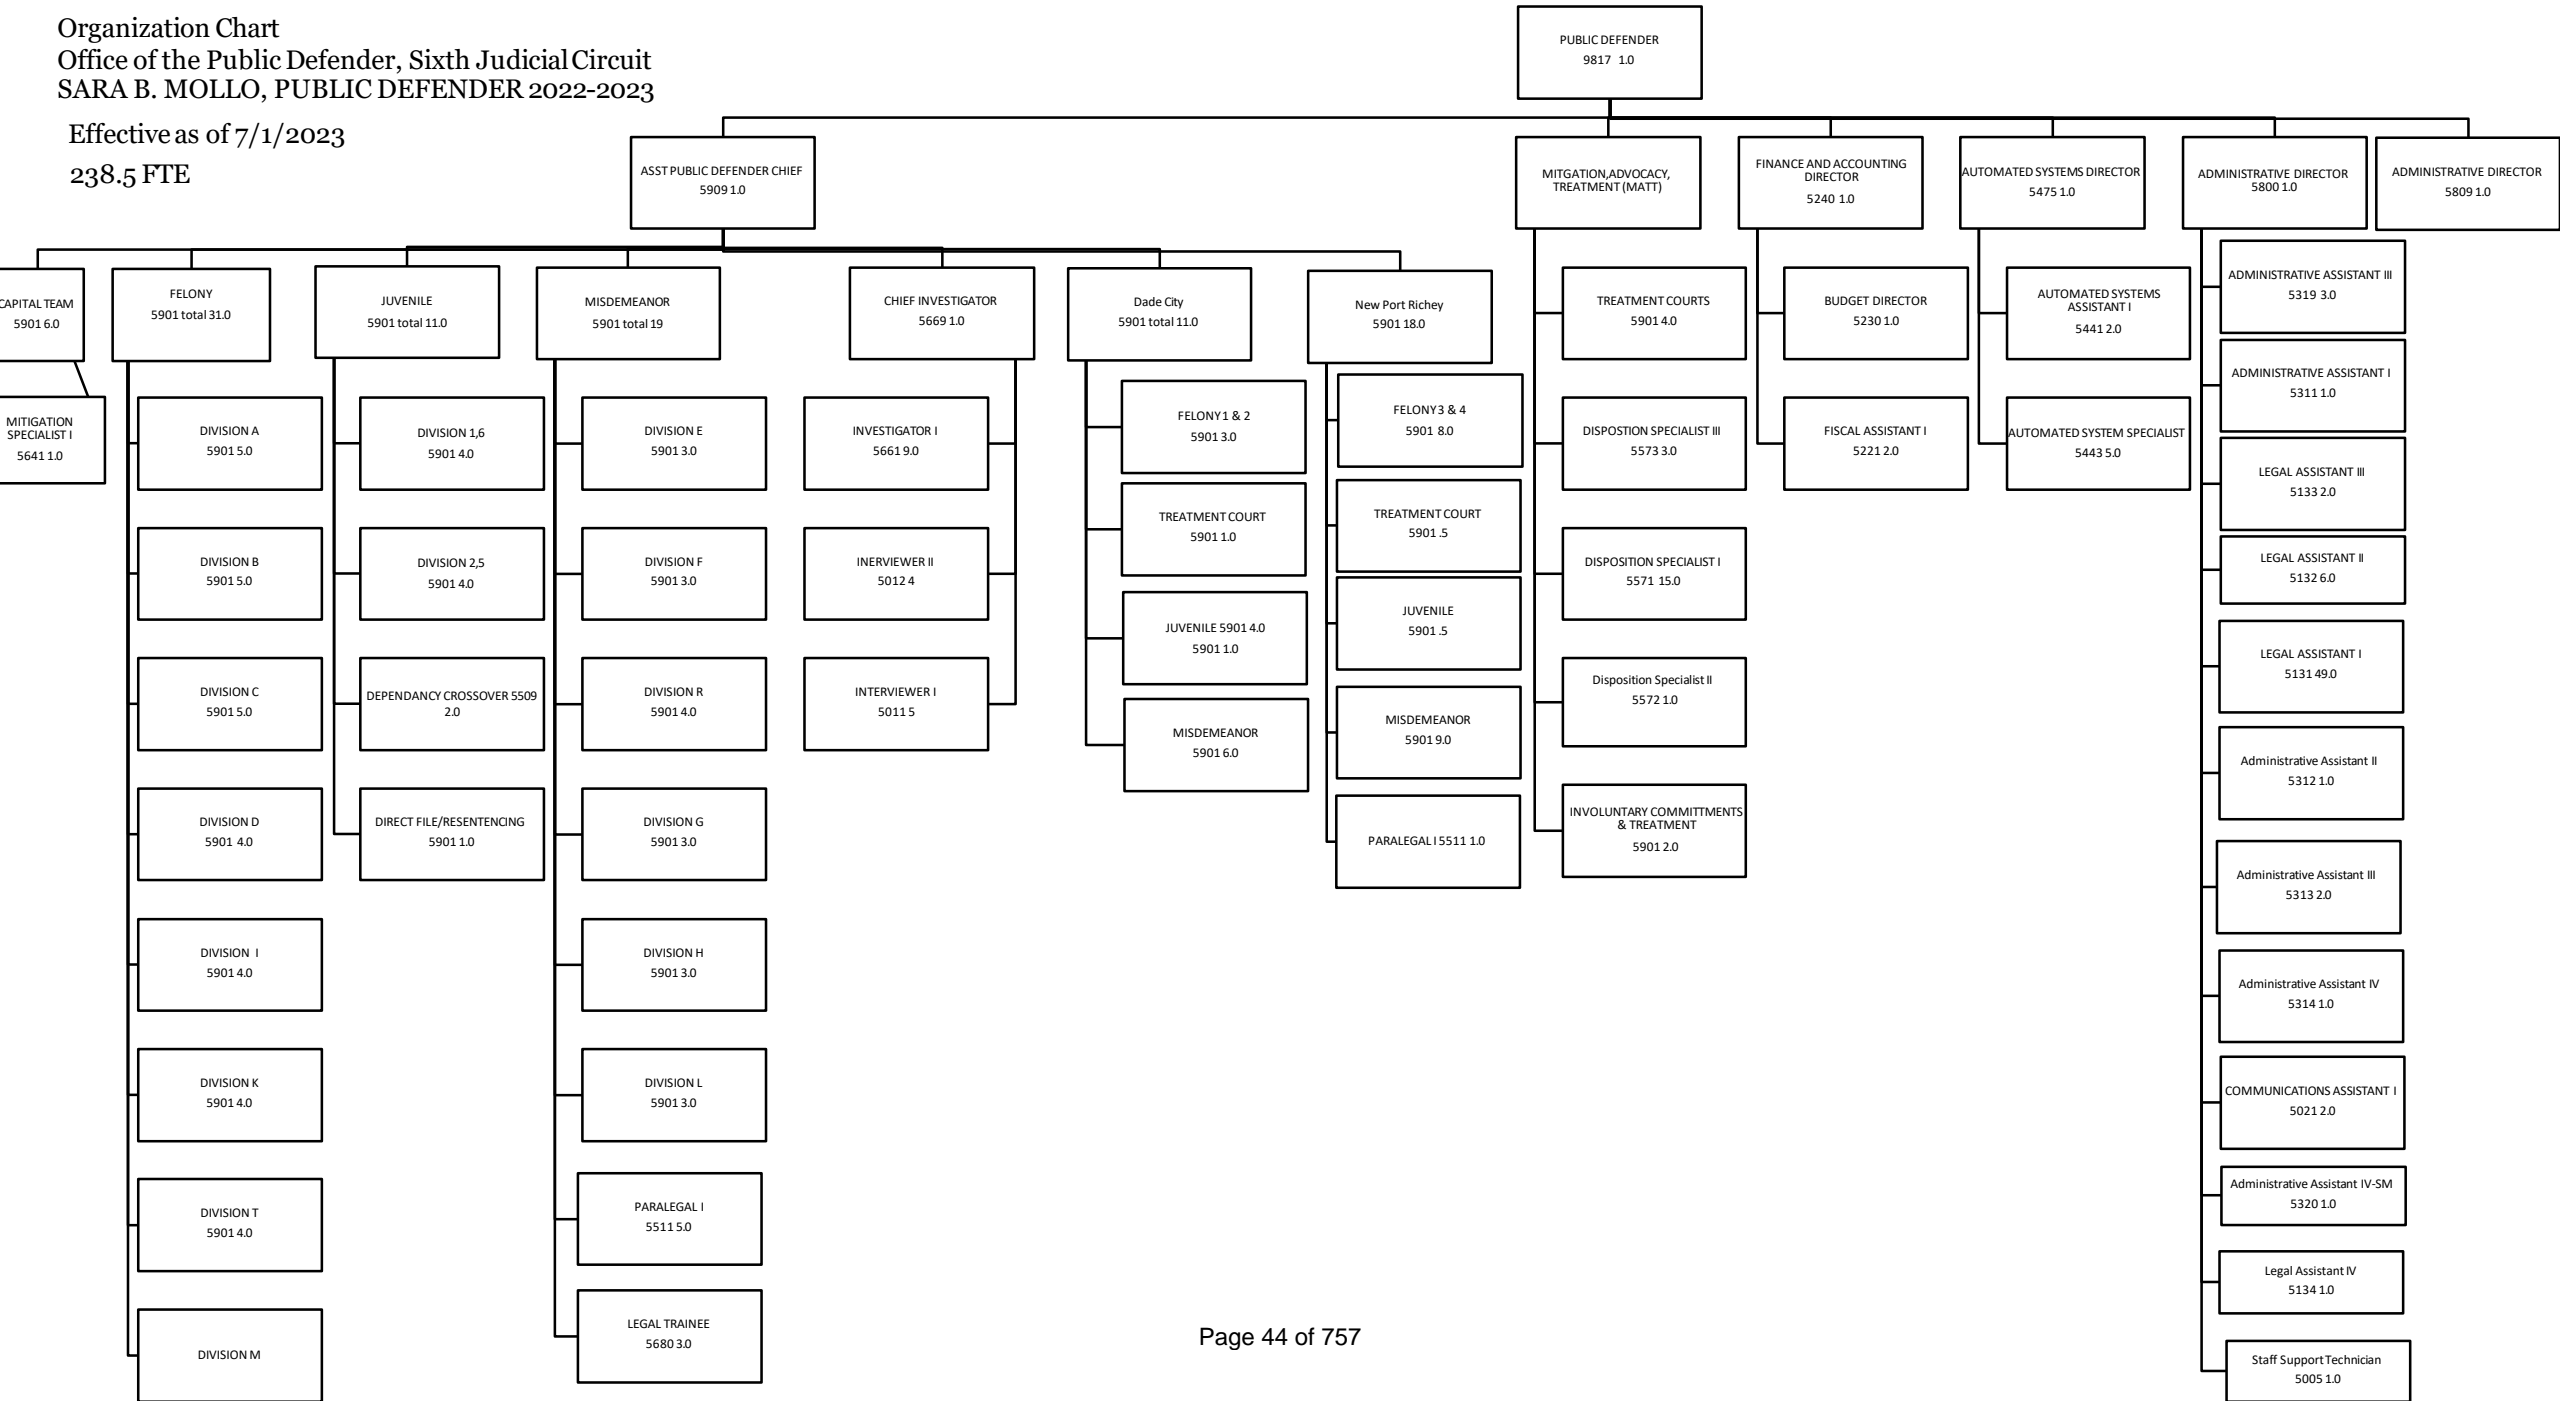 Organization Chart
Office of the Public Defender, Sixth Judicial Circuit
SARA B. MOLLO, PUBLIC DEFENDER 2022-2023
Effective as of 7/1/2023
238.5 FTE
PUBLIC DEFENDER
9817 1.0
ASST PUBLIC DEFENDER CHIEF
5909 1.0
MITGATION,ADVOCACY,
TREATMENT (MATT)
FINANCE AND ACCOUNTING
DIRECTOR
5240 1.0
AUTOMATED SYSTEMS DIRECTOR
5475 1.0
ADMINISTRATIVE DIRECTOR
5800 1.0
ADMINISTRATIVE DIRECTOR
5809 1.0
CAPITAL TEAM
5901 6.0
MITIGATION
SPECIALIST I
5641 1.0
FELONY
5901 total 31.0
DIVISION A
5901 5.0
DIVISION B
5901 5.0
DIVISION C
5901 5.0
DIVISION D
5901 4.0
DIVISION I
5901 4.0
DIVISION K
5901 4.0
DIVISION T
5901 4.0
DIVISION M
JUVENILE
5901 total 11.0
DIVISION 1,6
5901 4.0
DIVISION 2,5
5901 4.0
DEPENDANCY CROSSOVER 5509
2.0
DIRECT FILE/RESENTENCING
5901 1.0
MISDEMEANOR
5901 total 19
DIVISION E
5901 3.0
DIVISION F
5901 3.0
DIVISION R
5901 4.0
DIVISION G
5901 3.0
DIVISION H
5901 3.0
DIVISION L
5901 3.0
PARALEGAL I
5511 5.0
LEGAL TRAINEE
5680 3.0
CHIEF INVESTIGATOR
5669 1.0
INVESTIGATOR I
5661 9.0
INERVIEWER II
5012 4
INTERVIEWER I
5011 5
Dade City
5901 total 11.0
FELONY 1 & 2
5901 3.0
TREATMENT COURT
5901 1.0
JUVENILE 5901 4.0
5901 1.0
MISDEMEANOR
5901 6.0
New Port Richey
5901 18.0
FELONY 3 & 4
5901 8.0
TREATMENT COURT
5901 .5
JUVENILE
5901 .5
MISDEMEANOR
5901 9.0
PARALEGAL I 5511 1.0
TREATMENT COURTS
5901 4.0
DISPOSTION SPECIALIST III
5573 3.0
DISPOSITION SPECIALIST I
5571 15.0
Disposition Specialist II
5572 1.0
INVOLUNTARY COMMITTMENTS
& TREATMENT
5901 2.0
BUDGET DIRECTOR
5230 1.0
FISCAL ASSISTANT I
5221 2.0
AUTOMATED SYSTEMS
ASSISTANT I
5441 2.0
AUTOMATED SYSTEM SPECIALIST
5443 5.0
ADMINISTRATIVE ASSISTANT III
5319 3.0
ADMINISTRATIVE ASSISTANT I
5311 1.0
LEGAL ASSISTANT III
5133 2.0
LEGAL ASSISTANT II
5132 6.0
LEGAL ASSISTANT I
5131 49.0
Administrative Assistant II
5312 1.0
Administrative Assistant III
5313 2.0
Administrative Assistant IV
5314 1.0
COMMUNICATIONS ASSISTANT I
5021 2.0
Administrative Assistant IV-SM
5320 1.0
Legal Assistant IV
5134 1.0
Staff Support Technician
5005 1.0
Page 44 of 757